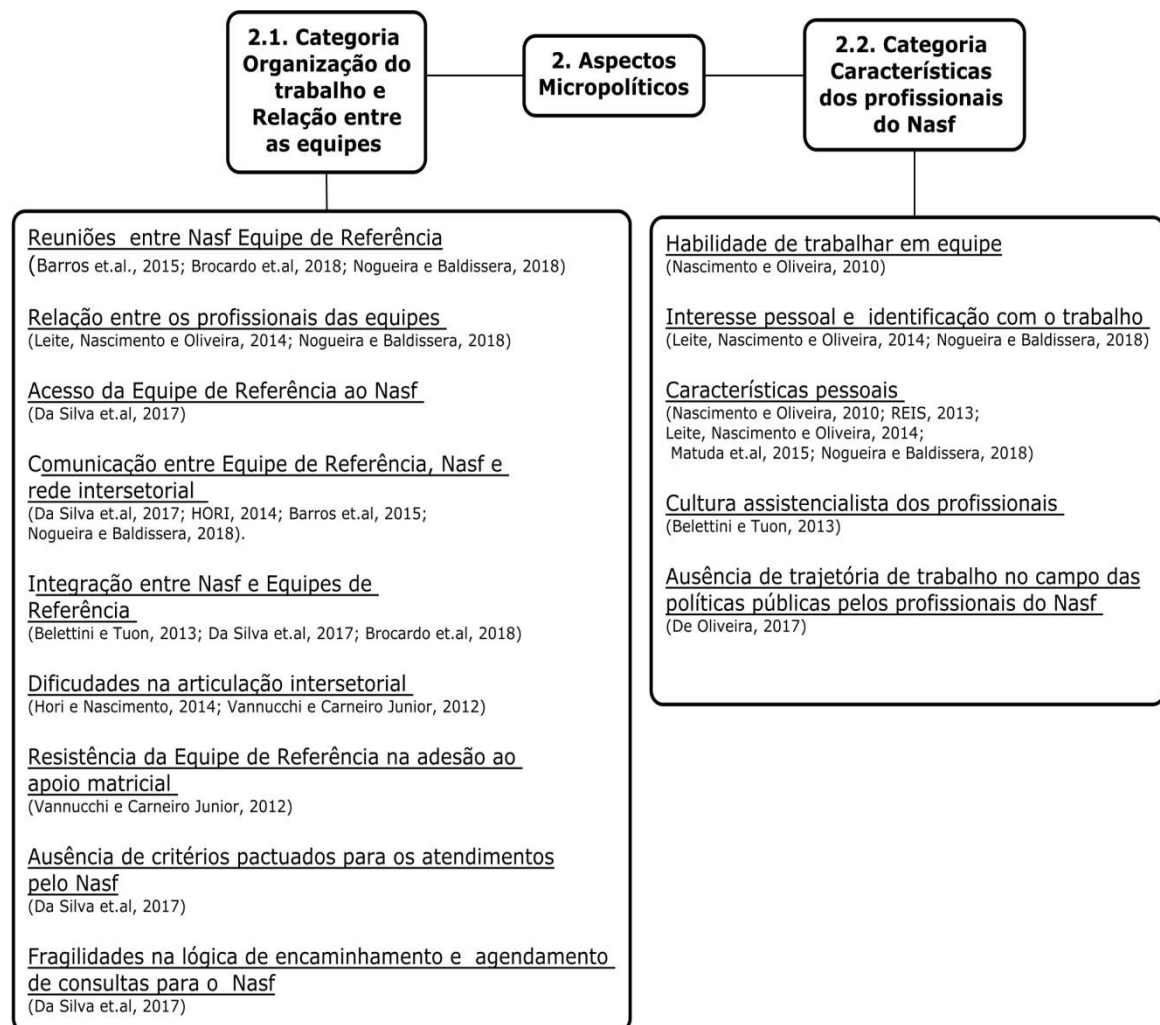 2.1. Categoria
Organização do
trabalho e
Relação entre
as equipes
2. Aspectos
Micropolíticos
2.2. Categoria
Características
dos profissionais
do Nasf
Reuniões entre Nasf Equipe de Referência
(Barros et.al., 2015; Brocardo et.al, 2018; Nogueira e Baldissera, 2018)
Relação entre os profissionais das equipes
(Leite, Nascimento e Oliveira, 2014; Nogueira e Baldissera, 2018)
Acesso da Equipe de Referência ao Nasf
(Da Silva et.al, 2017)
Comunicação entre Equipe de Referência, Nasf e
rede intersetorial
(Da Silva et.al, 2017; HORI, 2014; Barros et.al, 2015;
Nogueira e Baldissera, 2018).
Integração entre Nasf e Equipes de
Referência
(Belettini e Tuon, 2013; Da Silva et.al, 2017; Brocardo et.al, 2018)
Dificudades na articulação intersetorial
(Hori e Nascimento, 2014; Vannucchi e Carneiro Junior, 2012)
Resistência da Equipe de Referência na adesão ao
apoio matricial
(Vannucchi e Carneiro Junior, 2012)
Ausência de critérios pactuados para os atendimentos
pelo Nasf
(Da Silva et.al, 2017)
Fragilidades na lógica de encaminhamento e agendamento
de consultas para o Nasf
(Da Silva et.al, 2017)
Habilidade de trabalhar em equipe
(Nascimento e Oliveira, 2010)
Interesse pessoal e identificação com o trabalho
(Leite, Nascimento e Oliveira, 2014; Nogueira e Baldissera, 2018)
Características pessoais
(Nascimento e Oliveira, 2010; REIS, 2013;
Leite, Nascimento e Oliveira, 2014;
Matuda et.al, 2015; Nogueira e Baldissera, 2018)
Cultura assistencialista dos profissionais
(Belettini e Tuon, 2013)
Ausência de trajetória de trabalho no campo das
políticas públicas pelos profissionais do Nasf
(De Oliveira, 2017)